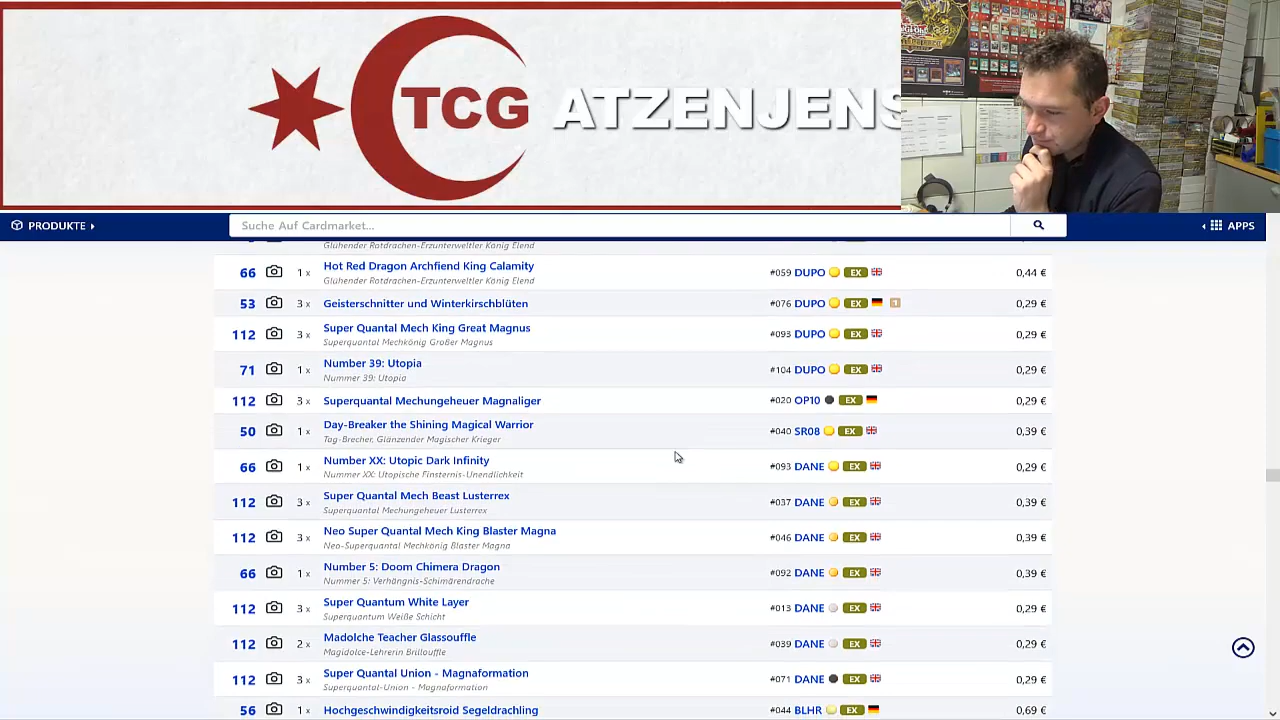 TCG ATZENJENS
PRODUKTE
Suche Auf Cardmarket...
APPS
Glühender Rotdrachen-Erzunterweltler König Elend
66 1 x Hot Red Dragon Archfiend King Calamity #059 DUPO EX 0,44 €
Glühender Rotdrachen-Erzunterweltler König Elend
53 3 x Geisterschnitter und Winterkirschblüten #076 DUPO EX 1 0,29 €
112 3 x Super Quantal Mech King Great Magnus #093 DUPO EX 0,29 €
Superquantal Mechkönig Großer Magnus
71 1 x Number 39: Utopia #104 DUPO EX 0,29 €
Nummer 39: Utopia
112 3 x Superquantal Mechungeheuer Magnaliger #020 OP10 EX 0,29 €
50 1 x Day-Breaker the Shining Magical Warrior #040 SR08 EX 0,39 €
Tag-Brecher, Glänzender Magischer Krieger
66 1 x Number XX: Utopic Dark Infinity #093 DANE EX 0,29 €
Nummer XX: Utopische Finsternis-Unendlichkeit
112 3 x Super Quantal Mech Beast Lusterrex #037 DANE EX 0,39 €
Superquantal Mechungeheuer Lusterrex
112 3 x Neo Super Quantal Mech King Blaster Magna #046 DANE EX 0,39 €
Neo-Superquantal Mechkönig Blaster Magna
66 1 x Number 5: Doom Chimera Dragon #092 DANE EX 0,39 €
Nummer 5: Verhängnis-Schimärendrache
112 3 x Super Quantum White Layer #013 DANE EX 0,29 €
Superquantum Weiße Schicht
112 2 x Madolche Teacher Glassouffle #039 DANE EX 0,29 €
Magidolce-Lehrerin Brillouffle
112 3 x Super Quantal Union - Magnaformation #071 DANE EX 0,29 €
Superquantal-Union - Magnaformation
56 1 x Hochgeschwindigkeitsroid Segeldrachling #044 BLHR EX 0,69 €